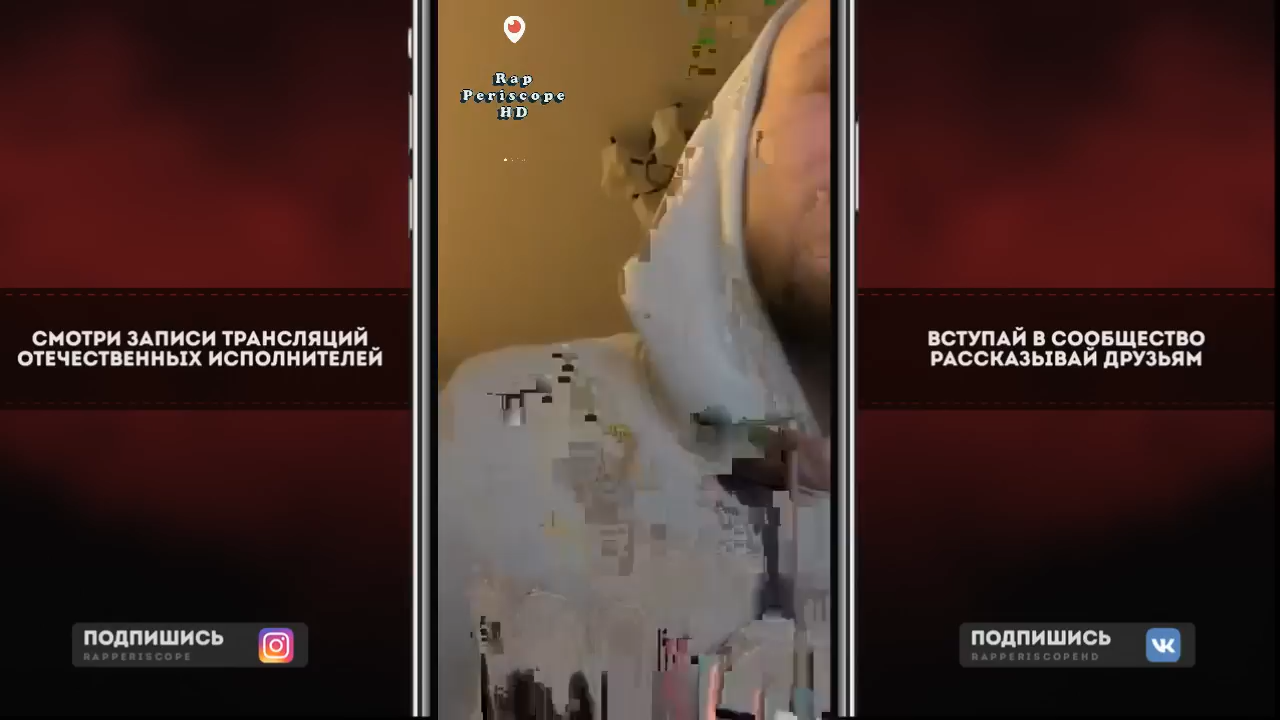 Rap
Periscope
HD
СМОТРИ ЗАПИСИ ТРАНСЛЯЦИЙ
ОТЕЧЕСТВЕННЫХ ИСПОЛНИТЕЛЕЙ
ВСТУПАЙ В СООБЩЕСТВО
РАССКАЗЫВАЙ ДРУЗЬЯМ
ПОДПИШИСЬ
RAPPERISCOPE
ПОДПИШИСЬ
RAPPERISCOPEHD